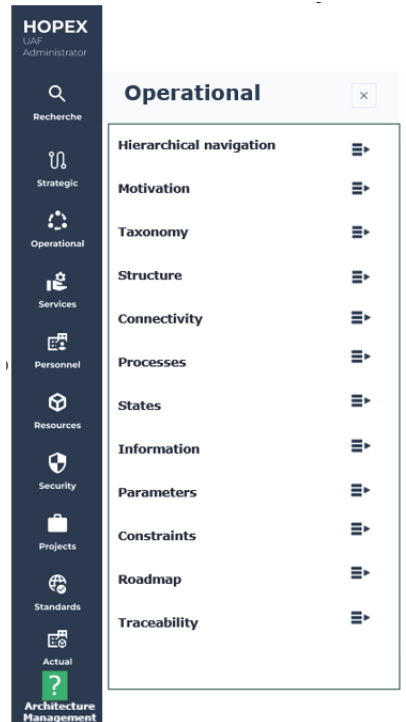 HOPEX
UAF
Administrator
Recherche
Strategic
Operational
Services
Personnel
Resources
Security
Projects
Standards
Actual
?
Architecture
Management
Operational
×
Hierarchical navigation
Motivation
Taxonomy
Structure
Connectivity
Processes
States
Information
Parameters
Constraints
Roadmap
Traceability